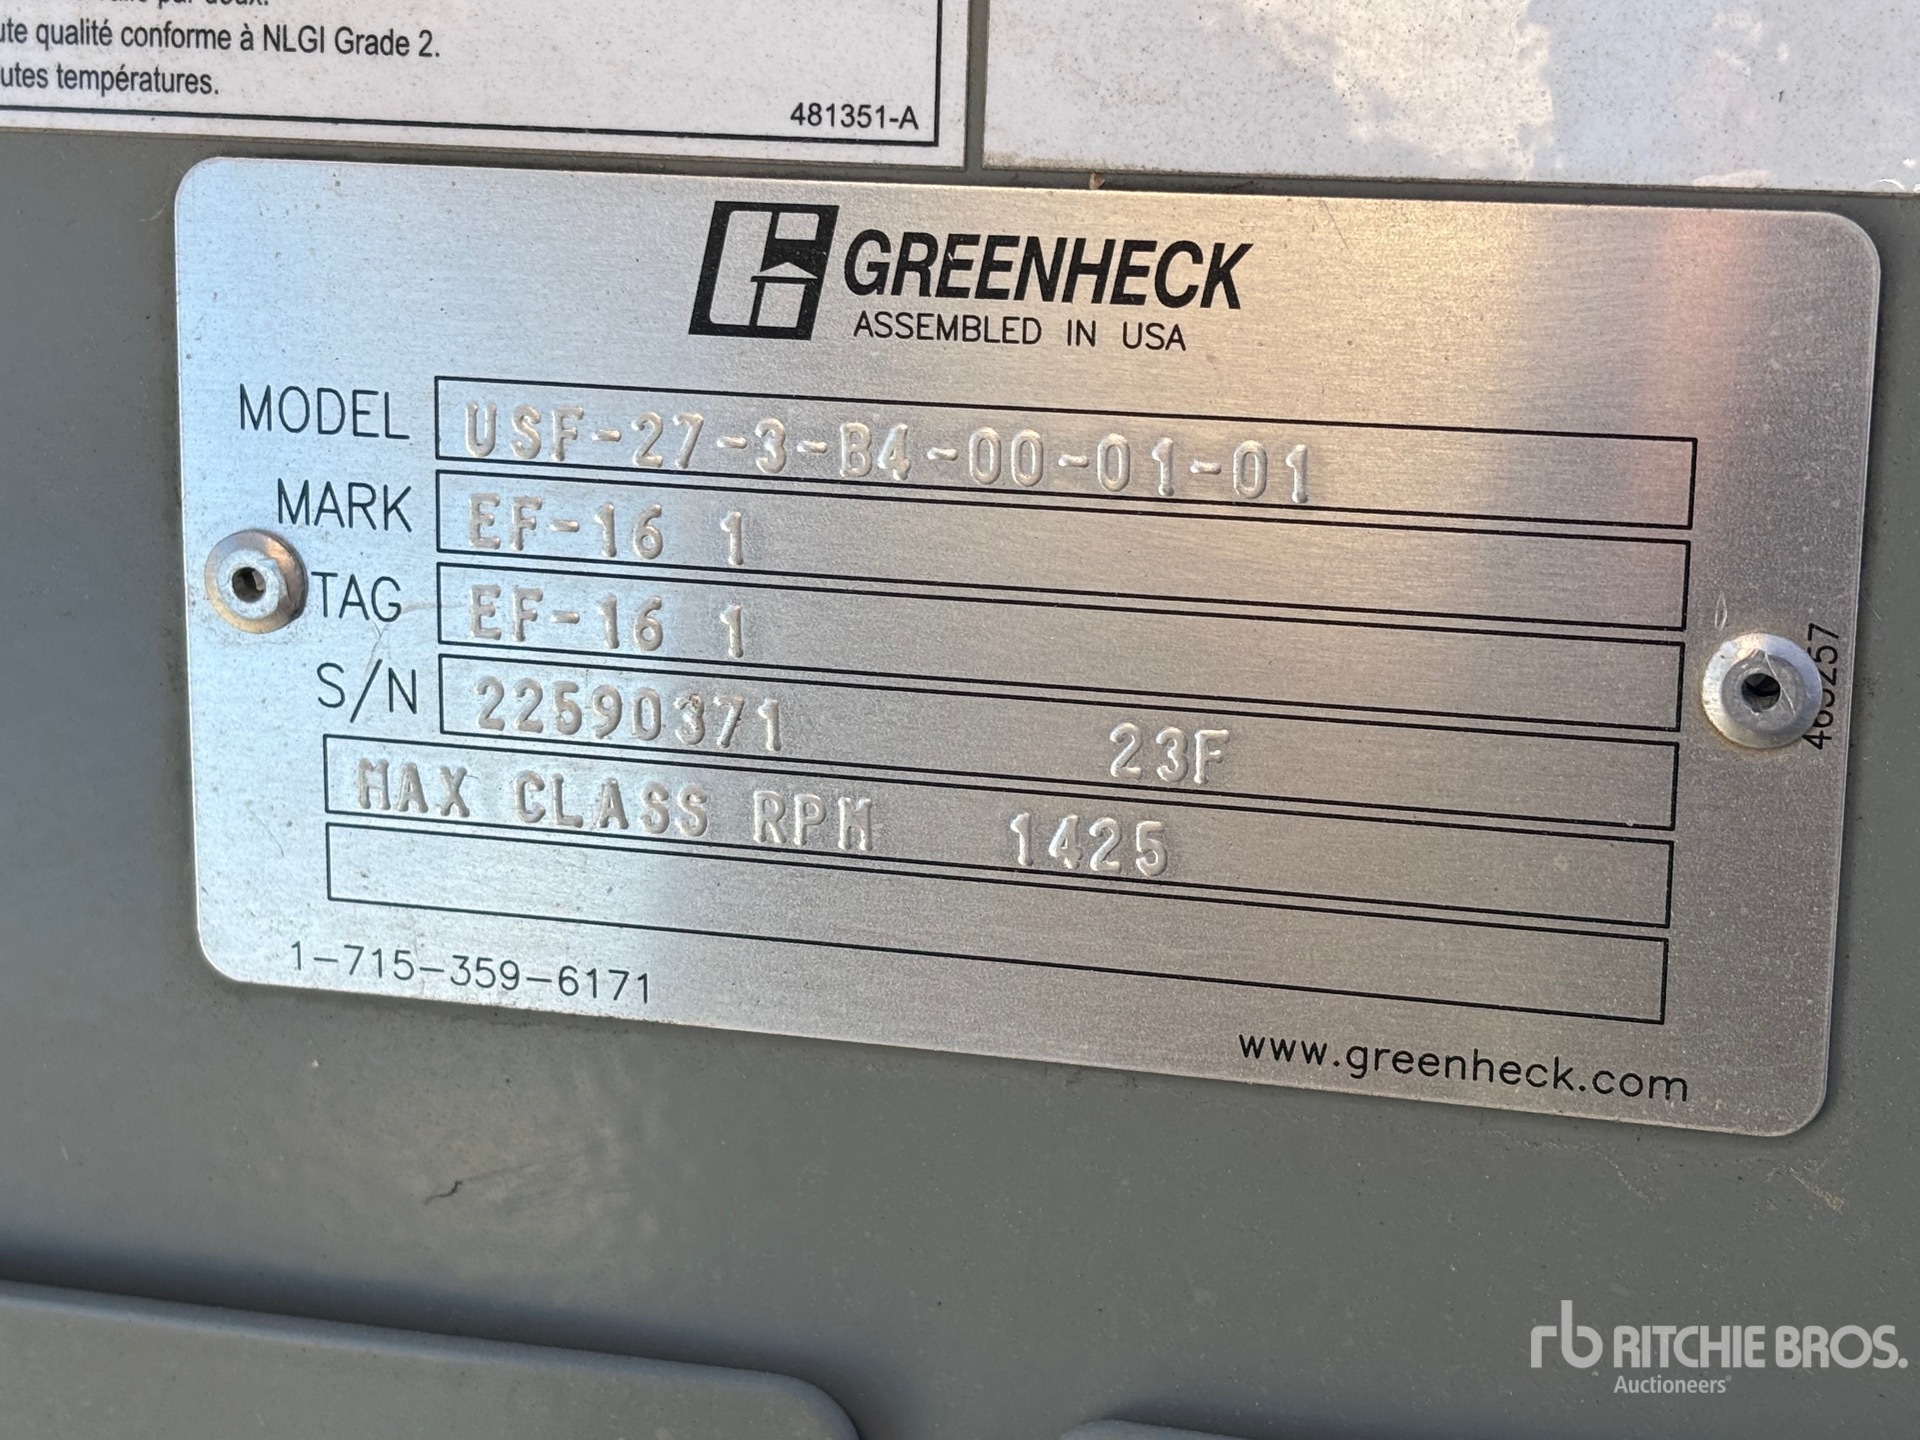 qualité conforme à NLGI Grade 2.
températures.
481351-A
GREENHECK
ASSEMBLED IN USA
MODEL USF-27-3-B4-00-01-01
MARK EF-16 1
TAG EF-16 1
S/N 22590371 23F
MAX CLASS RPM 1425
1-715-359-6171
www.greenheck.com
rb RITCHIE BROS.
Auctioneers